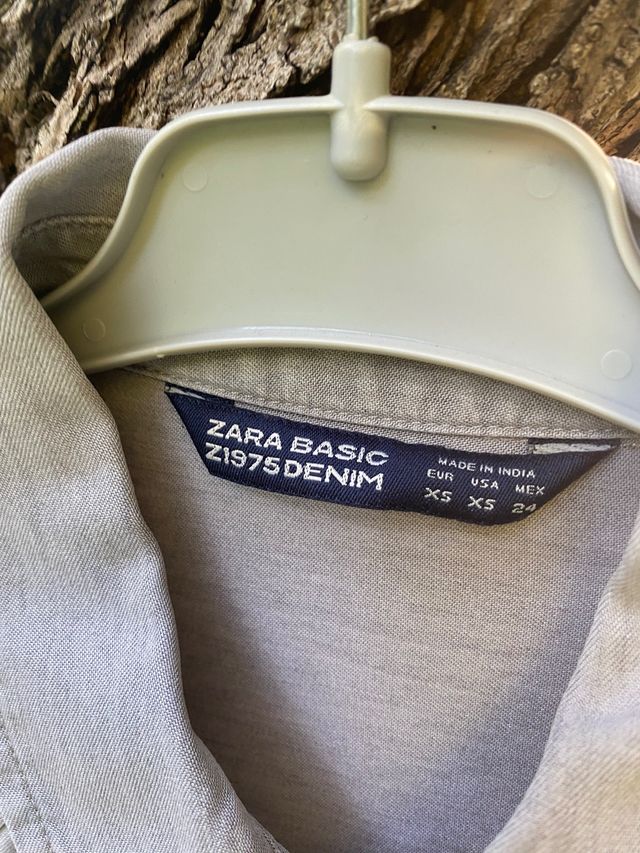 ZARA BASIC
Z1975DENIM
MADE IN INDIA
EUR USA MEX
XS XS 24